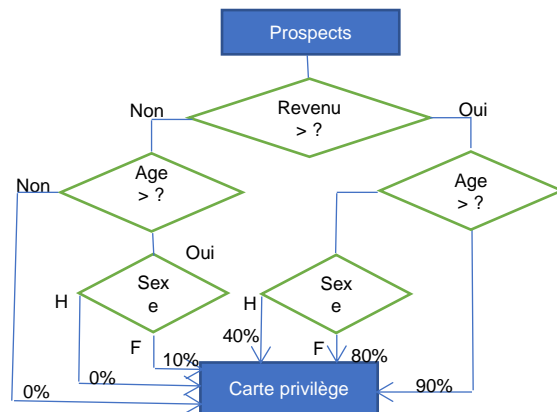 Prospects
Non
Revenu
> ?
Oui
Non
Age
> ?
Age
> ?
Oui
H
Sex
e
H
Sex
e
F
10%
40%
F
80%
0%
0%
Carte privilège
90%